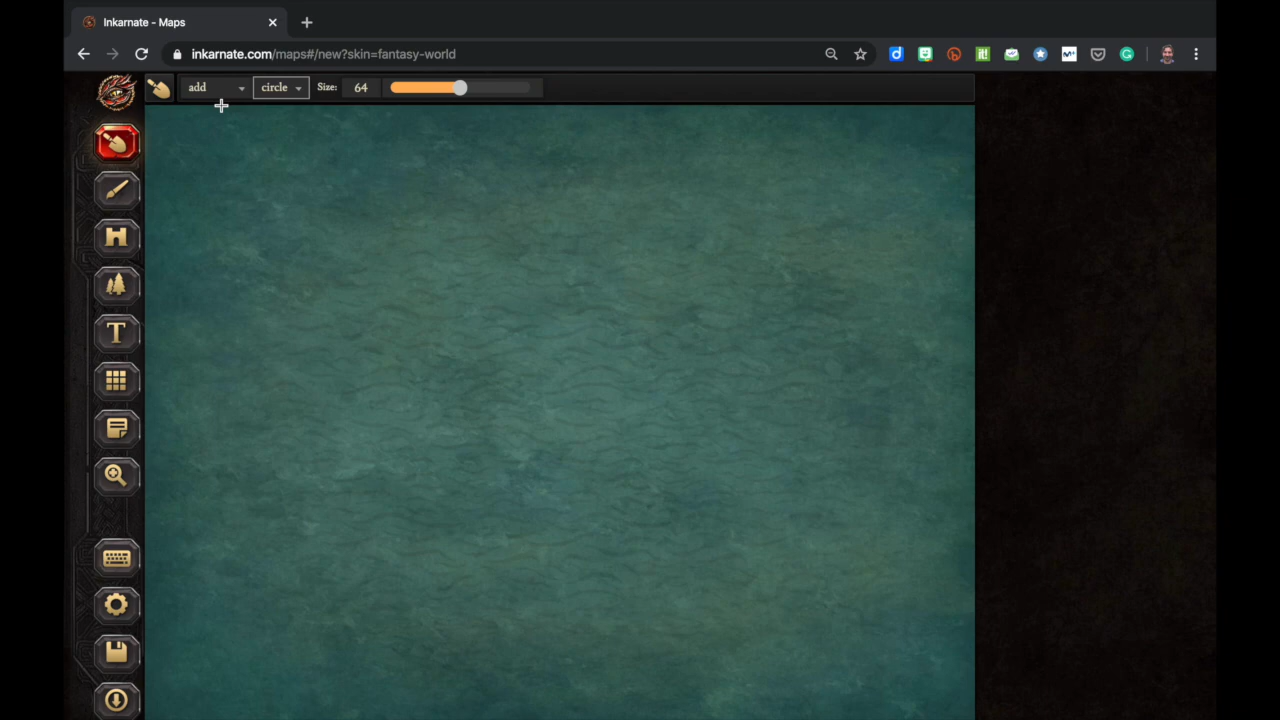 Inkarnate - Maps
inkarnate.com/maps#/new?skin=fantasy-world
add circle Size: 64
T